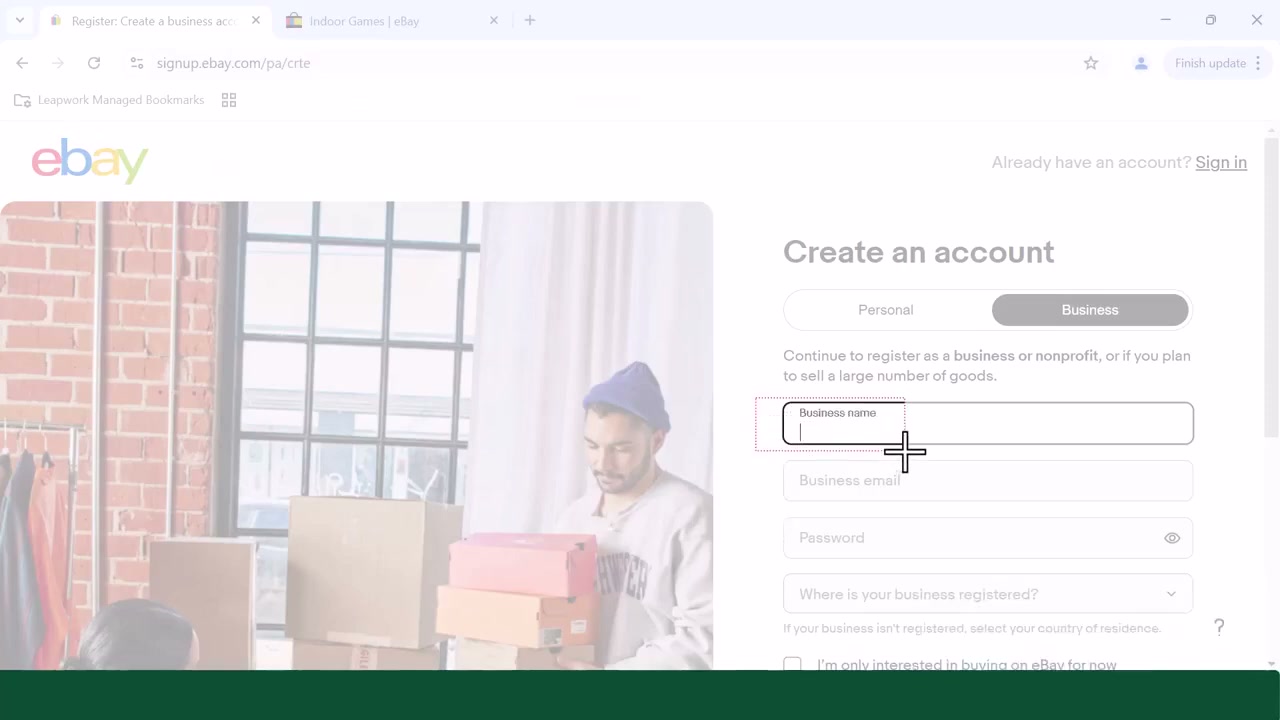 Register: Create a business acc
Indoor Games | eBay
signup.ebay.com/pa/crte
Finish update
Leapwork Managed Bookmarks
ebay
Already have an account? Sign in
Create an account
Personal
Business
Continue to register as a business or nonprofit, or if you plan
to sell a large number of goods.
Business name
Business email
Password
Where is your business registered?
If your business isn't registered, select your country of residence.
?
I'm only interested in buying on eBay for now